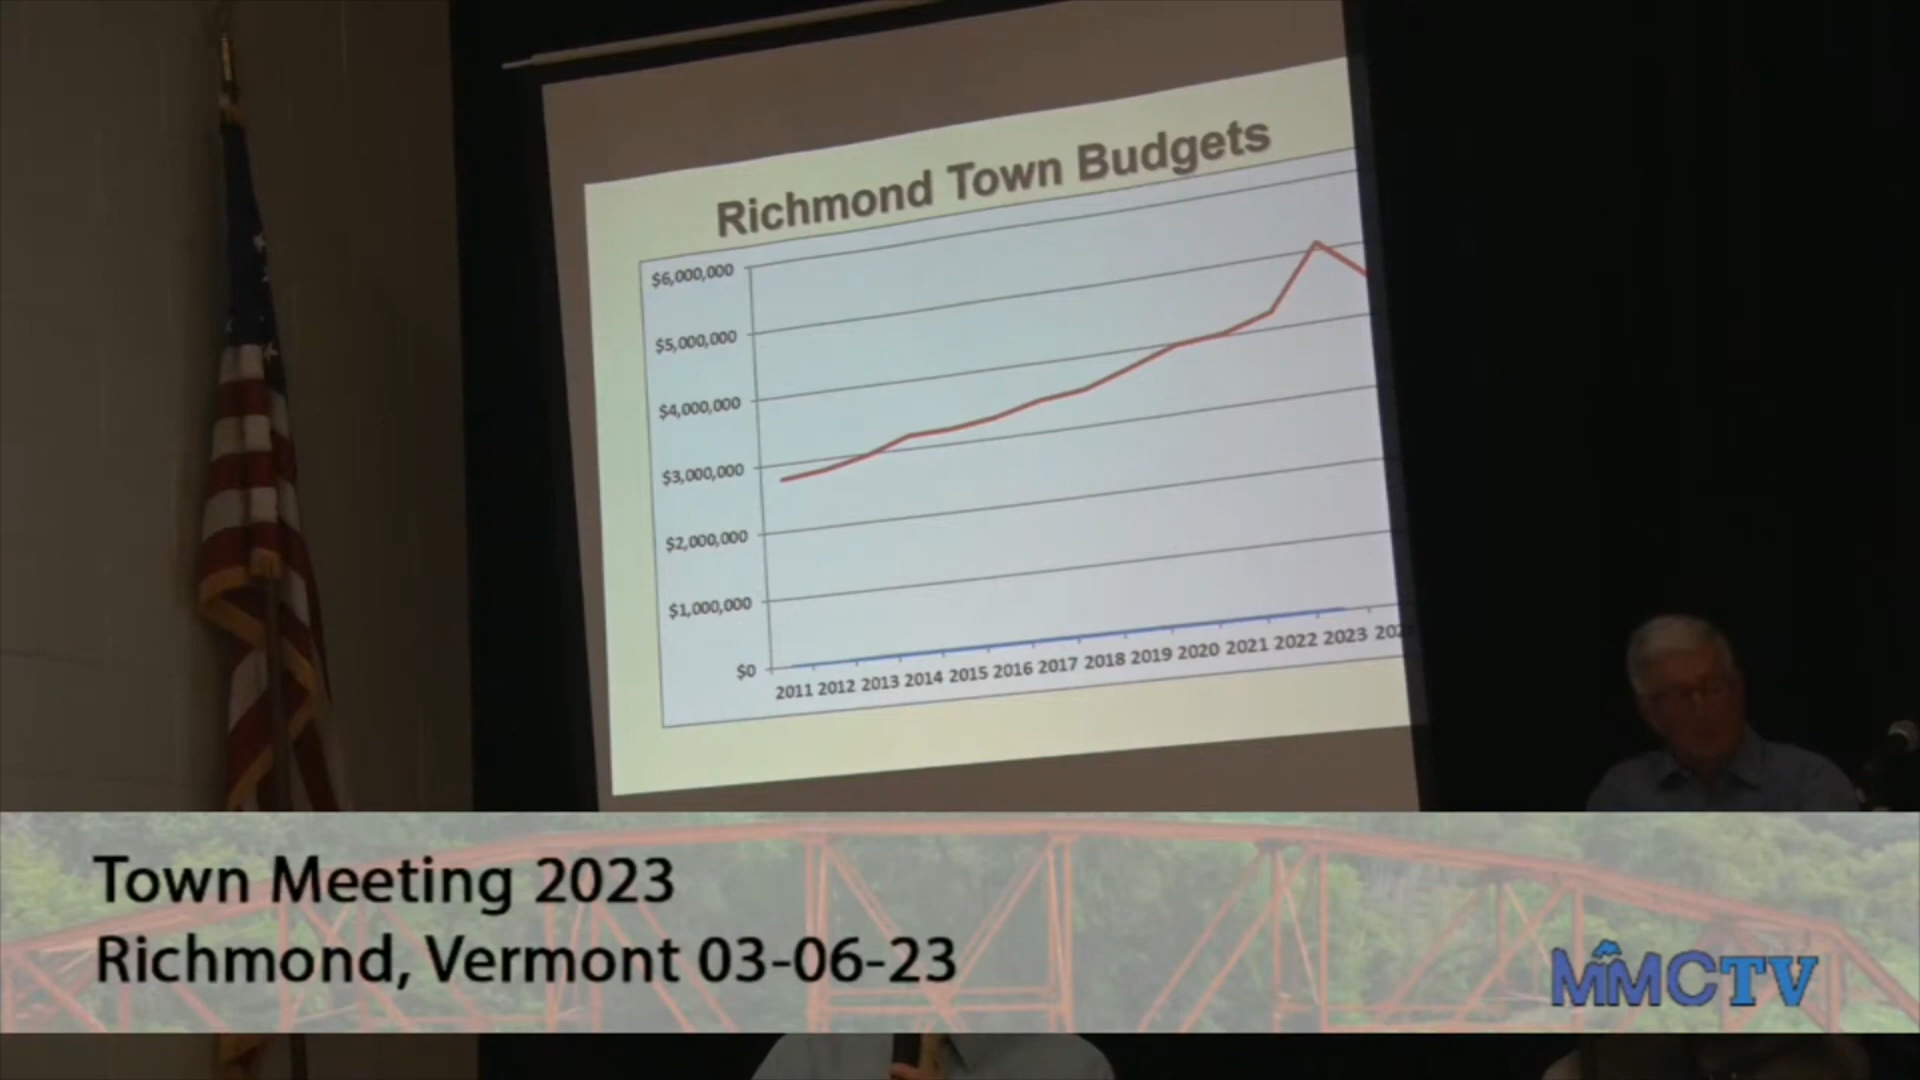 Richmond Town Budgets
$6,000,000
$5,000,000
$4,000,000
$3,000,000
$2,000,000
$1,000,000
$0
2011 2012 2013 2014 2015 2016 2017 2018 2019 2020 2021 2022 2023
Town Meeting 2023
Richmond, Vermont 03-06-23
MMCTV